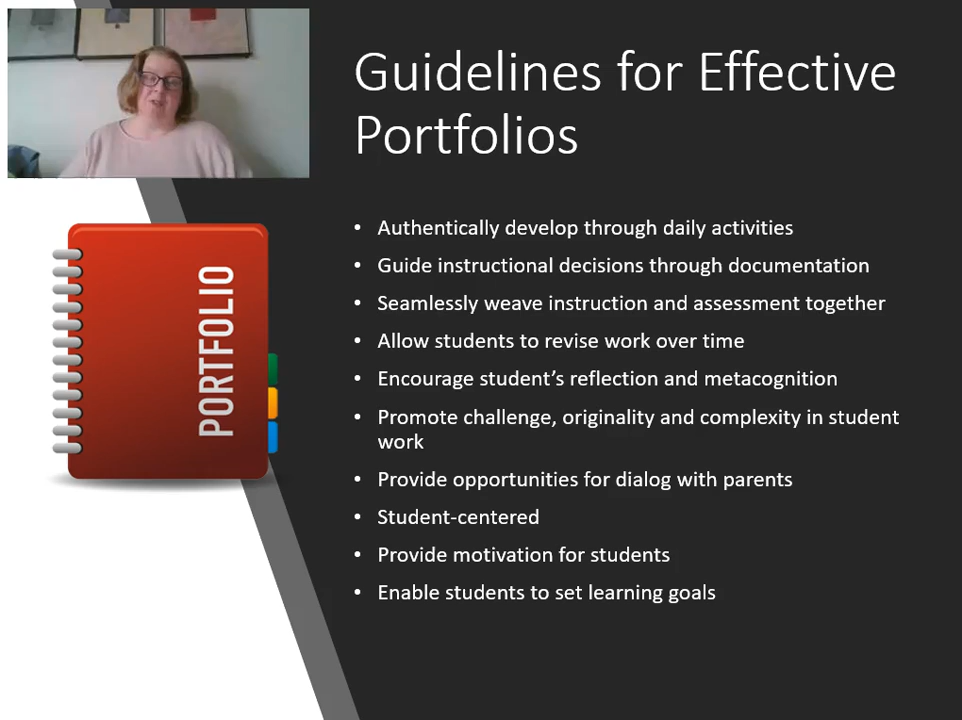 Guidelines for Effective
Portfolios
PORTFOLIO
• Authentically develop through daily activities
• Guide instructional decisions through documentation
• Seamlessly weave instruction and assessment together
• Allow students to revise work over time
• Encourage student’s reflection and metacognition
• Promote challenge, originality and complexity in student
work
• Provide opportunities for dialog with parents
• Student-centered
• Provide motivation for students
• Enable students to set learning goals